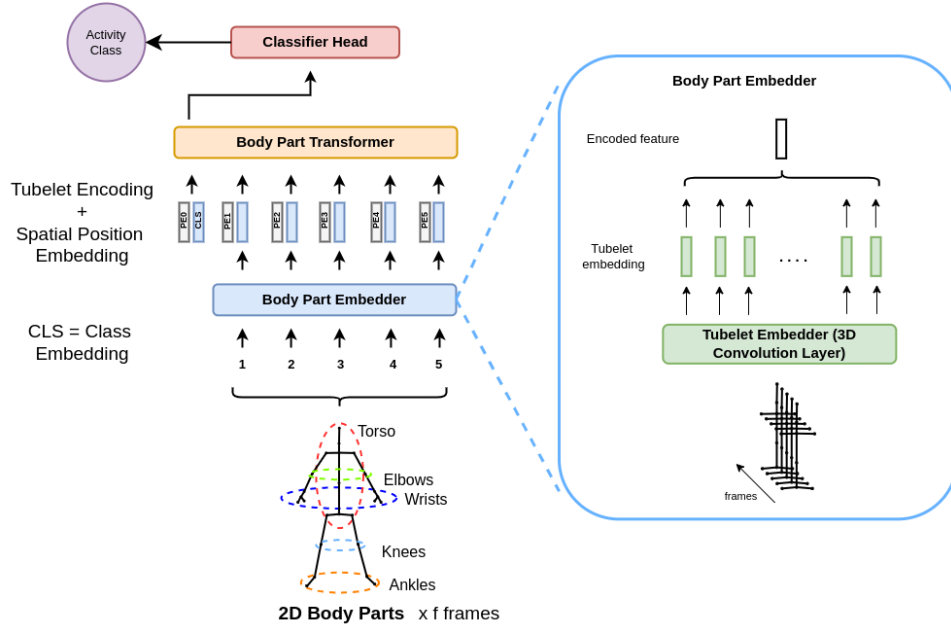 Activity
Class
Classifier Head
Body Part Transformer
Tubelet Encoding
+
Spatial Position
Embedding
PE0
CLS
PE1
PE2
PE3
PE4
PE5
Body Part Embedder
CLS = Class
Embedding
1
2
3
4
5
Torso
Elbows
Wrists
Knees
Ankles
2D Body Parts x f frames
Body Part Embedder
Encoded feature
Tubelet
embedding
....
Tubelet Embedder (3D
Convolution Layer)
frames